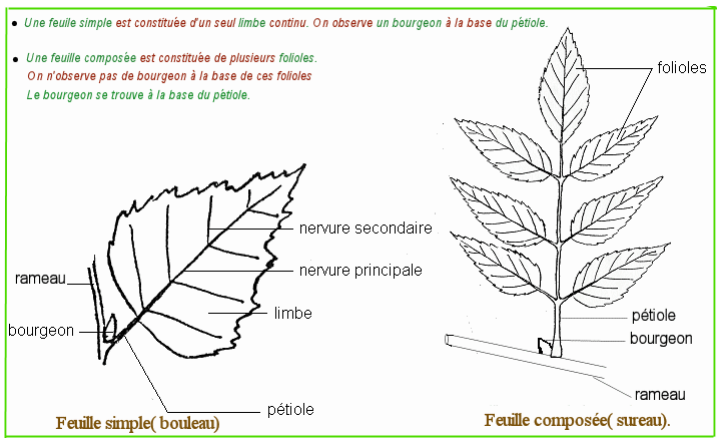 Une feuille simple est constituée d'un seul limbe continu. On observe un bourgeon à la base du pétiole.
Une feuille composée est constituée de plusieurs folioles.
On n'observe pas de bourgeon à la base de ces folioles
Le bourgeon se trouve à la base du pétiole.
folioles
nervure secondaire
nervure principale
rameau
limbe
bourgeon
pétiole
Feuille simple( bouleau)
pétiole
bourgeon
rameau
Feuille composée( sureau).